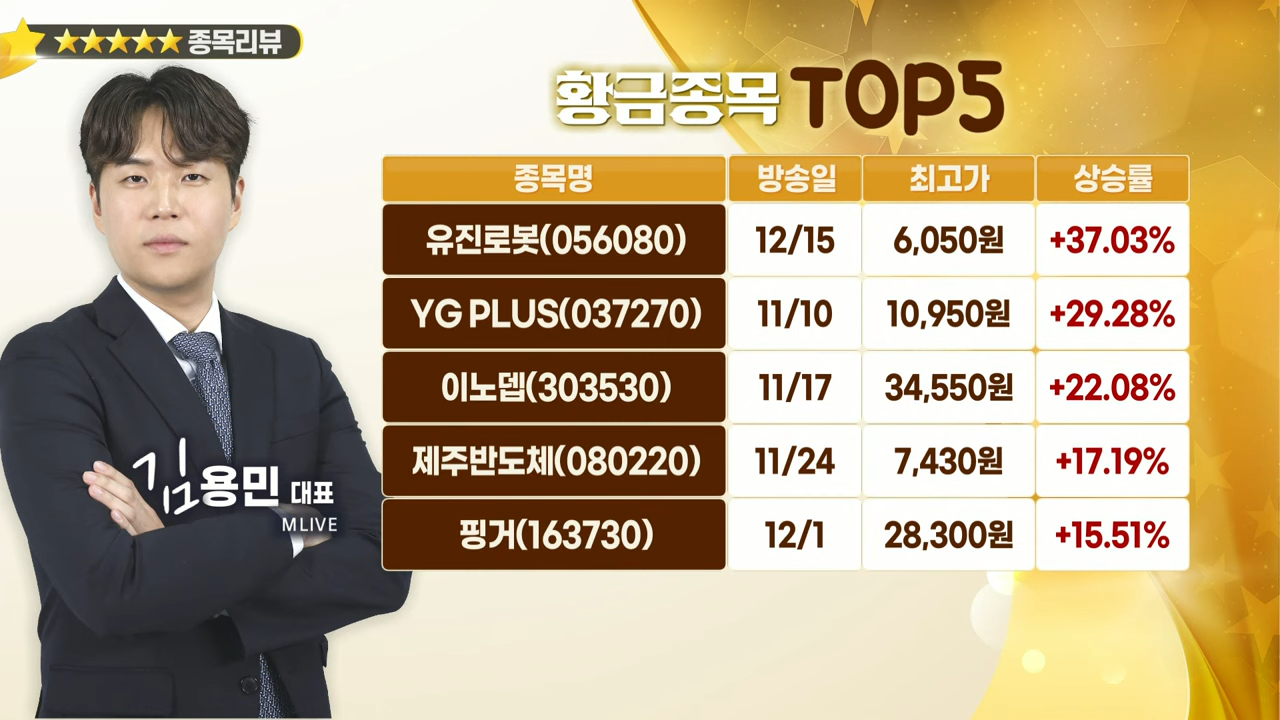 ★★★★★ 종목리뷰
황금종목 TOP5
종목명 방송일 최고가 상승률
유진로봇(056080) 12/15 6,050원 +37.03%
YG PLUS(037270) 11/10 10,950원 +29.28%
이노뎁(303530) 11/17 34,550원 +22.08%
제주반도체(080220) 11/24 7,430원 +17.19%
핑거(163730) 12/1 28,300원 +15.51%
김용민 대표
MLIVE